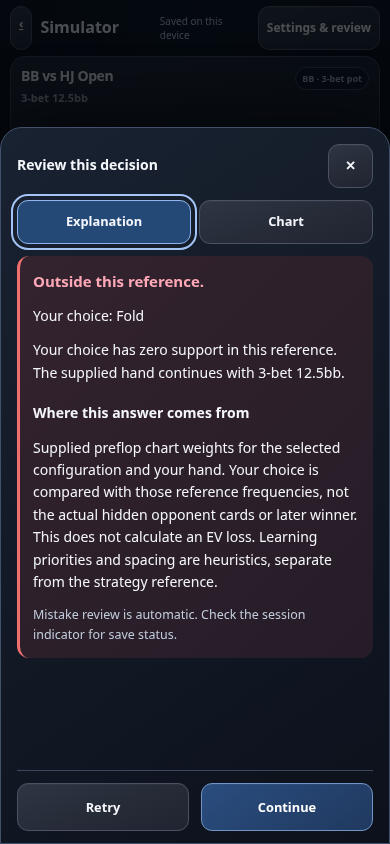 ‹
Simulator
Saved on this
device
Settings & review
BB vs HJ Open
3-bet 12.5bb
BB · 3-bet pot
Review this decision
×
Explanation
Chart
Outside this reference.
Your choice: Fold
Your choice has zero support in this reference.
The supplied hand continues with 3-bet 12.5bb.
Where this answer comes from
Supplied preflop chart weights for the selected
configuration and your hand. Your choice is
compared with those reference frequencies, not
the actual hidden opponent cards or later winner.
This does not calculate an EV loss. Learning
priorities and spacing are heuristics, separate
from the strategy reference.
Mistake review is automatic. Check the session
indicator for save status.
Retry
Continue